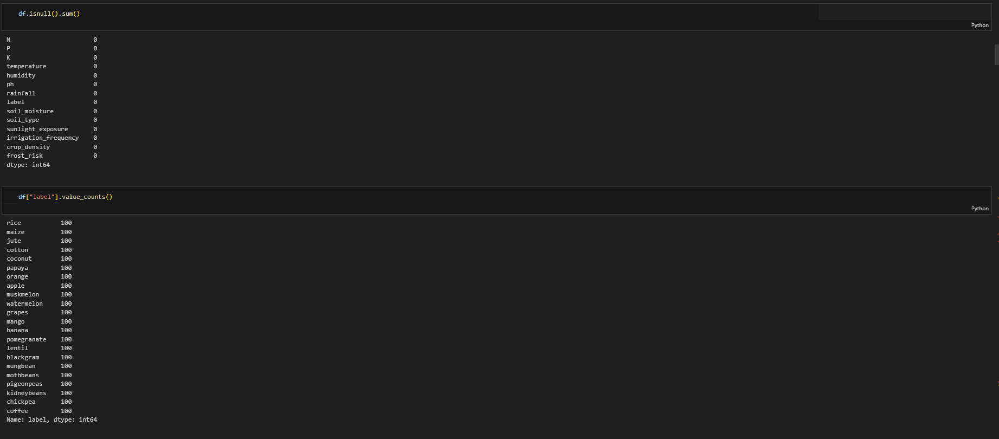 df.isnull().sum()
Python
N 0
P 0
K 0
temperature 0
humidity 0
ph 0
rainfall 0
label 0
soil_moisture 0
soil_type 0
sunlight_exposure 0
irrigation_frequency 0
crop_density 0
frost_risk 0
dtype: int64
df["label"].value_counts()
Python
rice 100
maize 100
jute 100
cotton 100
coconut 100
papaya 100
orange 100
apple 100
muskmelon 100
watermelon 100
grapes 100
mango 100
banana 100
pomegranate 100
lentil 100
blackgram 100
mungbean 100
mothbeans 100
pigeonpeas 100
kidneybeans 100
chickpea 100
coffee 100
Name: label, dtype: int64